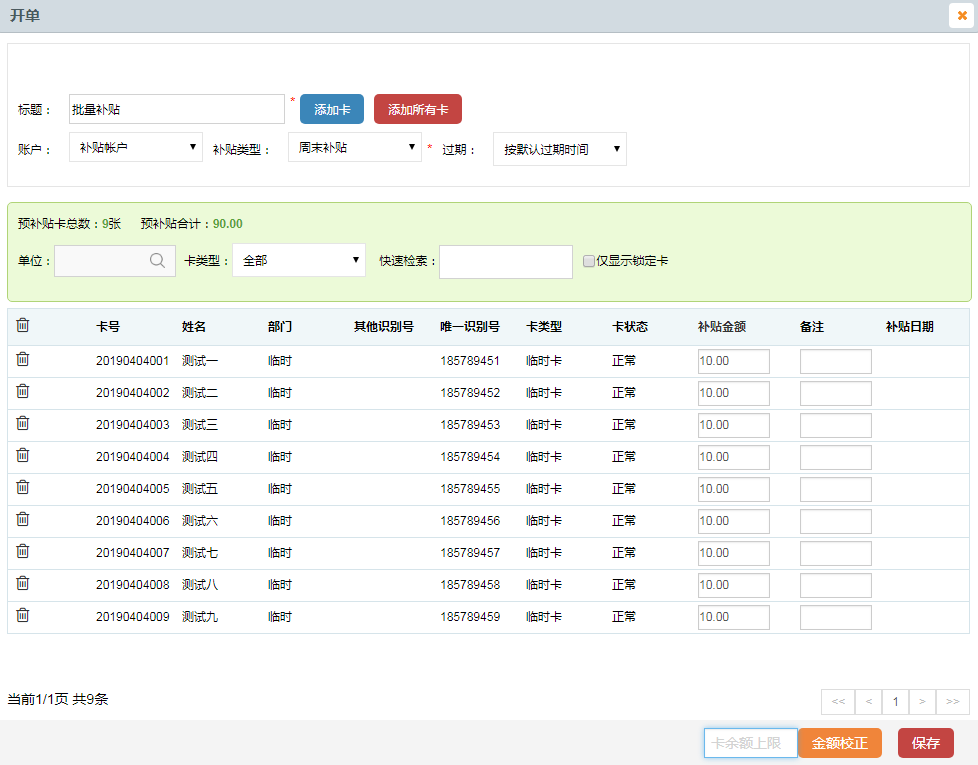 开单
标题： 批量补贴 * 添加卡 添加所有卡
账户： 补贴帐户 补贴类型： 周末补贴 * 过期： 按默认过期时间
预补贴卡总数：9张 预补贴合计：90.00
单位： 卡类型： 全部 快速检索： 仅显示锁定卡
卡号 姓名 部门 其他识别号 唯一识别号 卡类型 卡状态 补贴金额 备注 补贴日期
20190404001 测试一 临时 185789451 临时卡 正常 10.00
20190404002 测试二 临时 185789452 临时卡 正常 10.00
20190404003 测试三 临时 185789453 临时卡 正常 10.00
20190404004 测试四 临时 185789454 临时卡 正常 10.00
20190404005 测试五 临时 185789455 临时卡 正常 10.00
20190404006 测试六 临时 185789456 临时卡 正常 10.00
20190404007 测试七 临时 185789457 临时卡 正常 10.00
20190404008 测试八 临时 185789458 临时卡 正常 10.00
20190404009 测试九 临时 185789459 临时卡 正常 10.00
当前1/1页 共9条 << < 1 > >>
卡余额上限 金额校正 保存